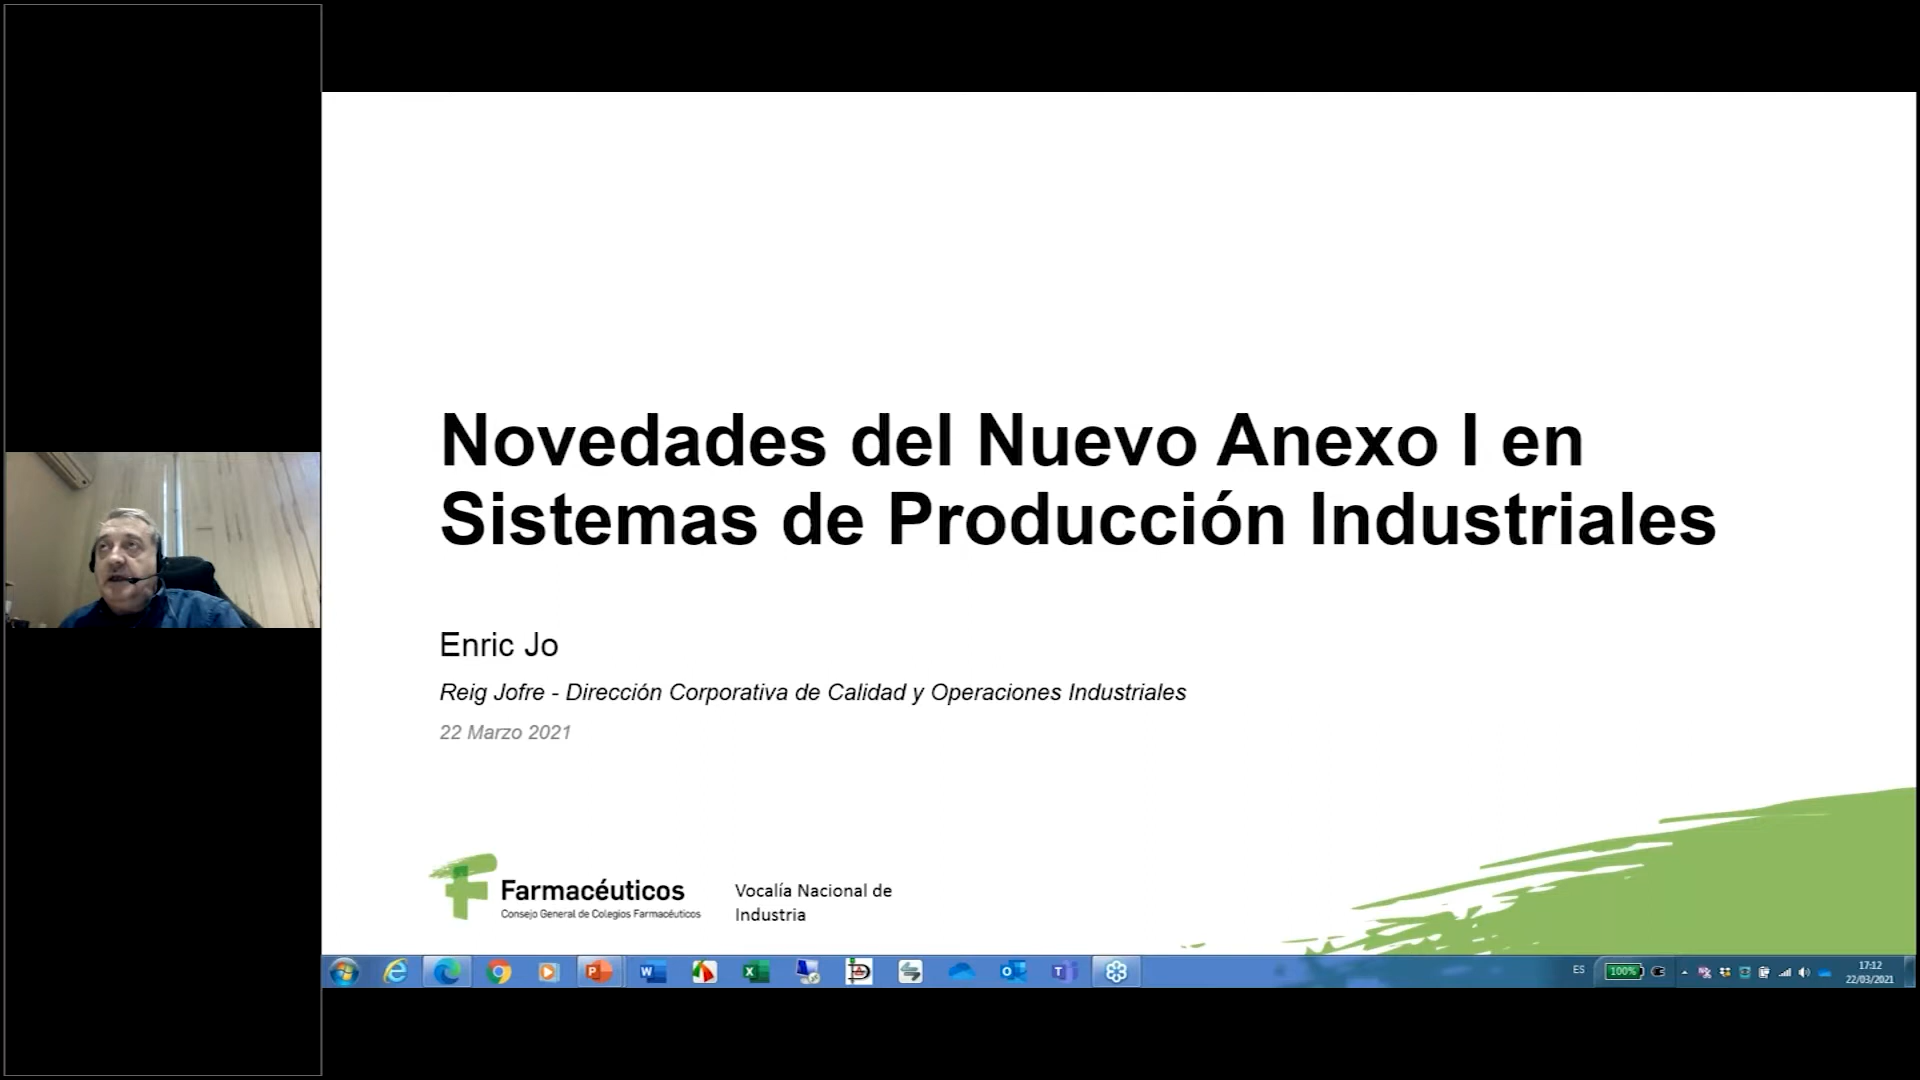 Novedades del Nuevo Anexo I en
Sistemas de Producción Industriales
Enric Jo
Reig Jofre - Dirección Corporativa de Calidad y Operaciones Industriales
22 Marzo 2021
Farmacéuticos
Consejo General de Colegios Farmacéuticos
Vocalía Nacional de
Industria
ES
100%
17:12
22/03/2021